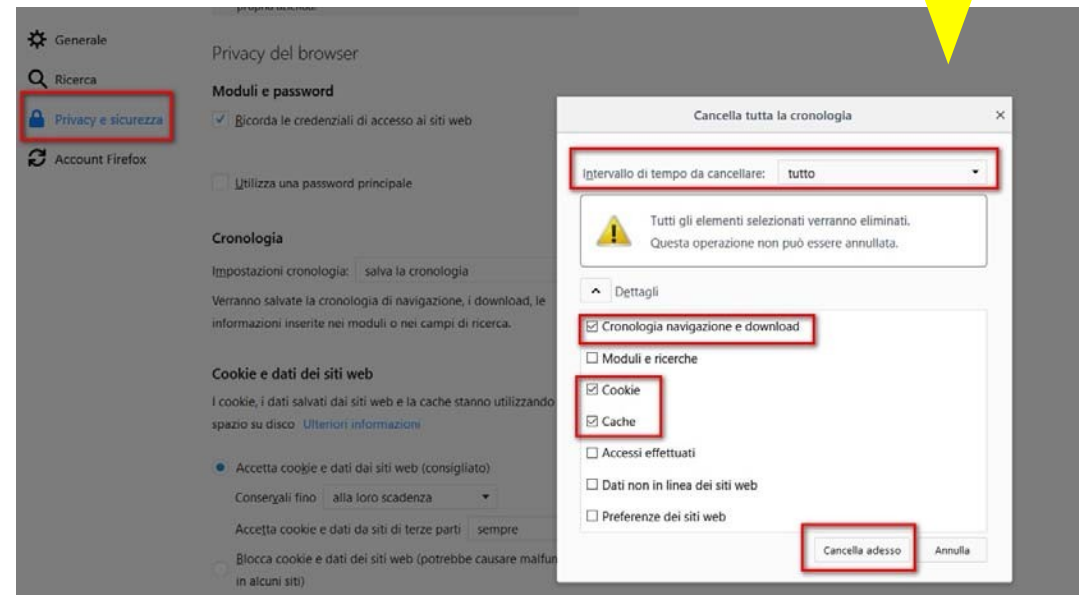 Generale
Ricerca
Privacy e sicurezza
Account Firefox
Privacy del browser
Moduli e password
Ricorda le credenziali di accesso ai siti web
Utilizza una password principale
Cronologia
Impostazioni cronologia: salva la cronologia
Verranno salvate la cronologia di navigazione, i download, le
informazioni inserite nei moduli o nei campi di ricerca.
Cookie e dati dei siti web
I cookie, i dati salvati dai siti web e la cache stanno utilizzando
spazio su disco Ulteriori informazioni
Accetta cookie e dati dai siti web (consigliato)
Conservali fino alla loro scadenza
Accetta cookie e dati da siti di terze parti sempre
Blocca cookie e dati dei siti web (potrebbe causare malfun
in alcuni siti)
Cancella tutta la cronologia
Intervallo di tempo da cancellare: tutto
Tutti gli elementi selezionati verranno eliminati.
Questa operazione non può essere annullata.
Dettagli
Cronologia navigazione e download
Moduli e ricerche
Cookie
Cache
Accessi effettuati
Dati non in linea dei siti web
Preferenze dei siti web
Cancella adesso Annulla